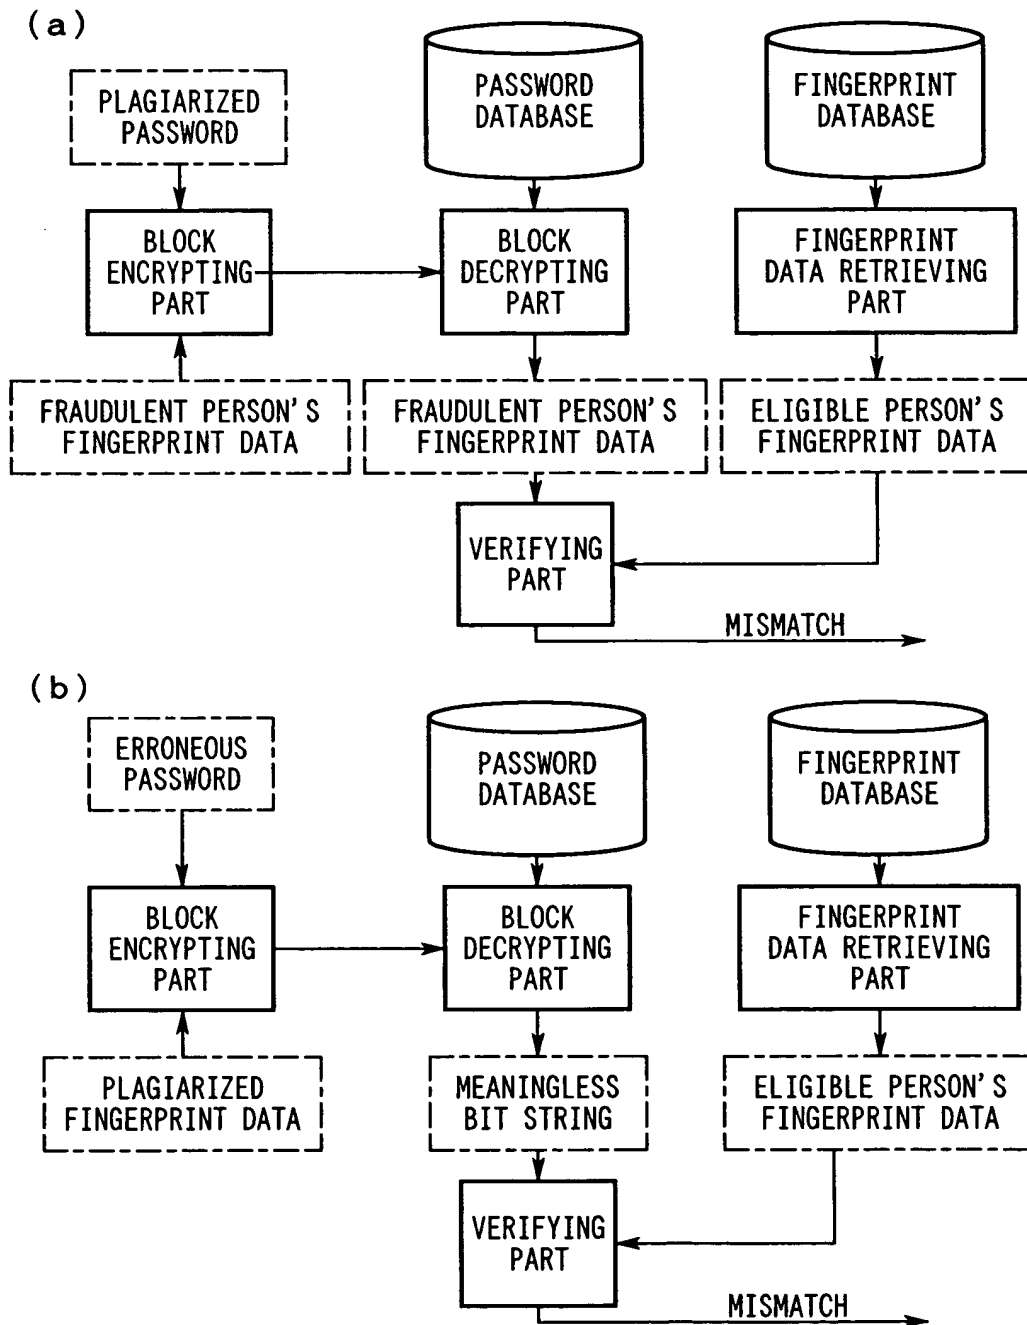 (a)
PLAGIARIZED
PASSWORD
PASSWORD
DATABASE
FINGERPRINT
DATABASE
BLOCK
ENCRYPTING
PART
BLOCK
DECRYPTING
PART
FINGERPRINT
DATA RETRIEVING
PART
FRAUDULENT PERSON'S
FINGERPRINT DATA
FRAUDULENT PERSON'S
FINGERPRINT DATA
ELIGIBLE PERSON'S
FINGERPRINT DATA
VERIFYING
PART
MISMATCH
(b)
ERRONEOUS
PASSWORD
PASSWORD
DATABASE
FINGERPRINT
DATABASE
BLOCK
ENCRYPTING
PART
BLOCK
DECRYPTING
PART
FINGERPRINT
DATA RETRIEVING
PART
PLAGIARIZED
FINGERPRINT DATA
MEANINGLESS
BIT STRING
ELIGIBLE PERSON'S
FINGERPRINT DATA
VERIFYING
PART
MISMATCH